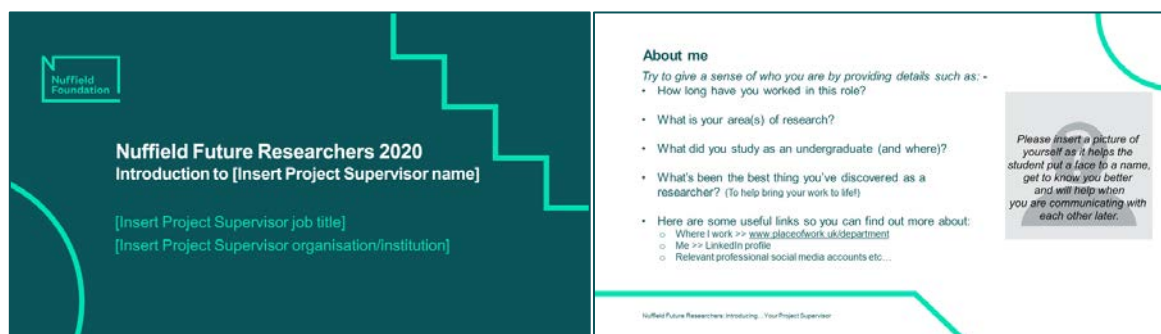 Nuffield
Foundation
Nuffield Future Researchers 2020
Introduction to [Insert Project Supervisor name]
[Insert Project Supervisor job title]
[Insert Project Supervisor organisation/institution]
About me
Try to give a sense of who you are by providing details such as: -
• How long have you worked in this role?
• What is your area(s) of research?
• What did you study as an undergraduate (and where)?
• What's been the best thing you've discovered as a
researcher? (To help bring your work to life!)
• Here are some useful links so you can find out more about:
o Where I work >> www.placeofwork.uk/department
o Me >> LinkedIn profile
o Relevant professional social media accounts etc…
Please insert a picture of
yourself as it helps the
student put a face to a name,
get to know you better
and will help when
you are communicating with
each other later.
Nuffield Future Researchers: Introducing... Your Project Supervisor